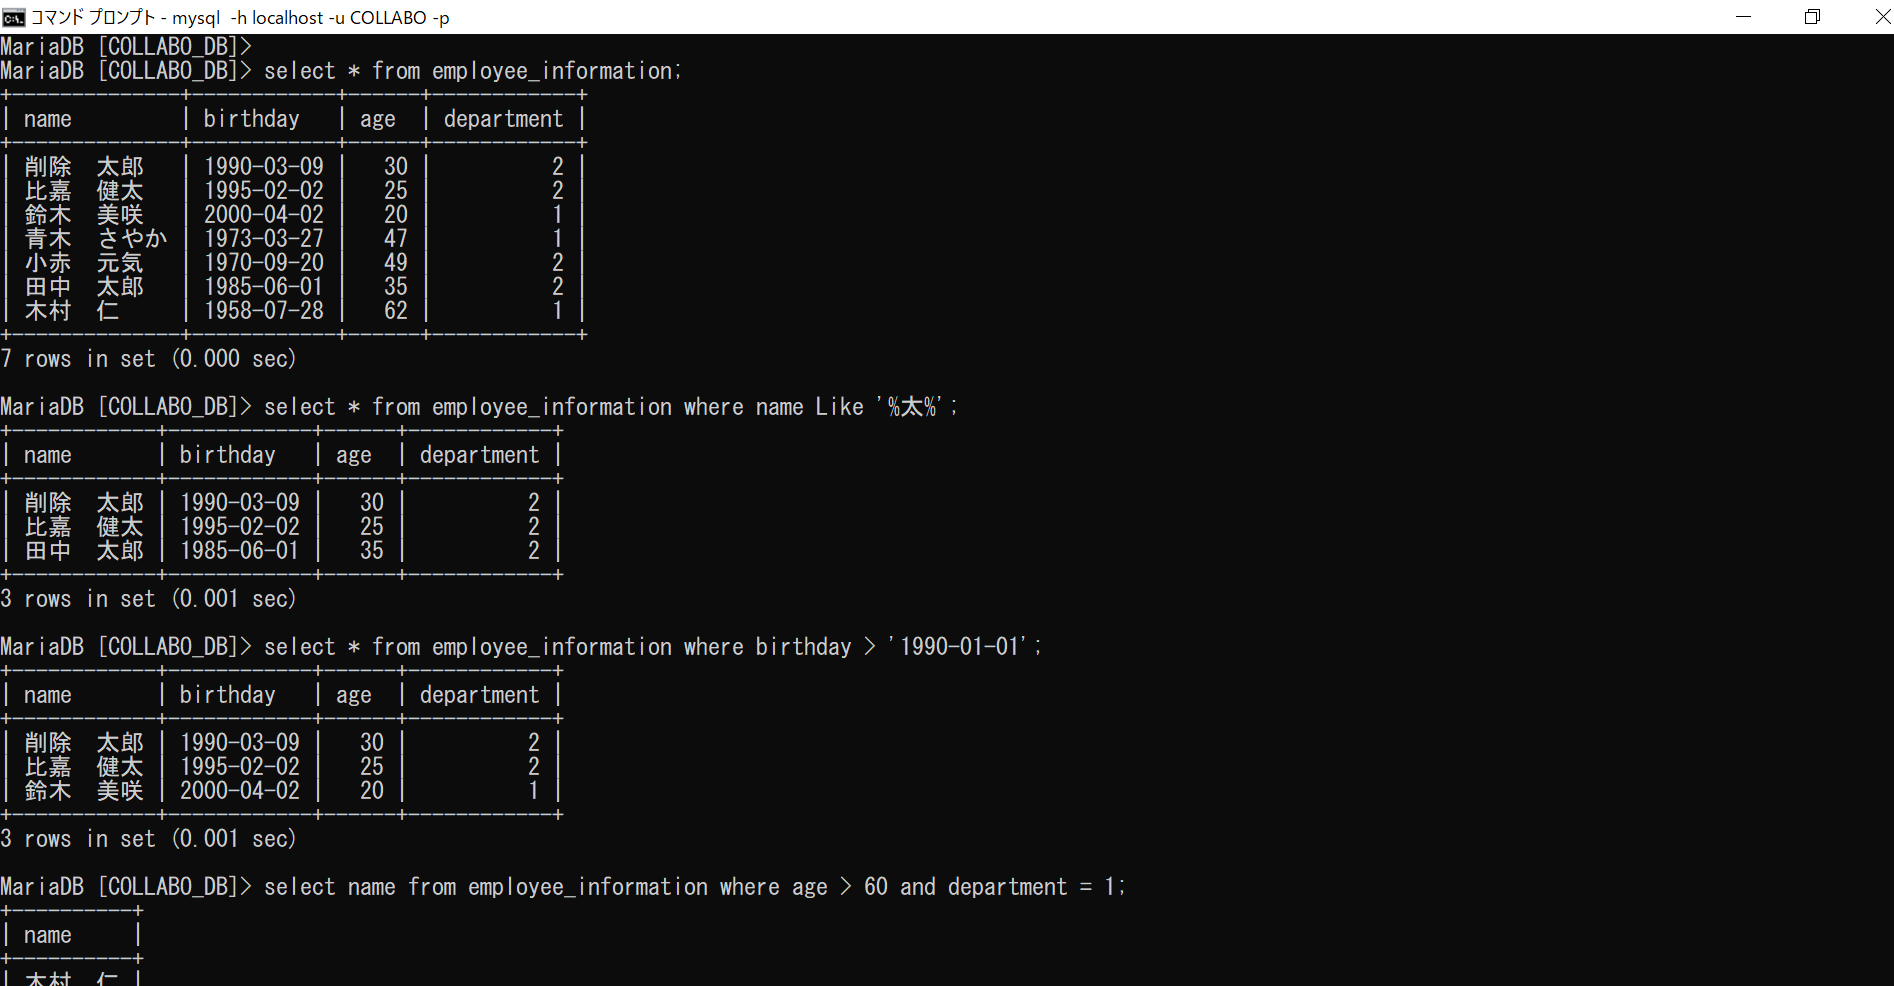 コマンド プロンプト - mysql  -h localhost -u COLLABO -p
MariaDB [COLLABO_DB]>
MariaDB [COLLABO_DB]> select * from employee_information;
+--------------+------------+------+------------+
| name         | birthday   | age  | department |
+--------------+------------+------+------------+
| 削除　太郎   | 1990-03-09 |   30 |          2 |
| 比嘉　健太   | 1995-02-02 |   25 |          2 |
| 鈴木　美咲   | 2000-04-02 |   20 |          1 |
| 青木　さやか | 1973-03-27 |   47 |          1 |
| 小赤　元気   | 1970-09-20 |   49 |          2 |
| 田中　太郎   | 1985-06-01 |   35 |          2 |
| 木村　仁     | 1958-07-28 |   62 |          1 |
+--------------+------------+------+------------+
7 rows in set (0.000 sec)
MariaDB [COLLABO_DB]> select * from employee_information where name Like '%太%';
+------------+------------+------+------------+
| name       | birthday   | age  | department |
+------------+------------+------+------------+
| 削除　太郎 | 1990-03-09 |   30 |          2 |
| 比嘉　健太 | 1995-02-02 |   25 |          2 |
| 田中　太郎 | 1985-06-01 |   35 |          2 |
+------------+------------+------+------------+
3 rows in set (0.001 sec)
MariaDB [COLLABO_DB]> select * from employee_information where birthday > '1990-01-01';
+------------+------------+------+------------+
| name       | birthday   | age  | department |
+------------+------------+------+------------+
| 削除　太郎 | 1990-03-09 |   30 |          2 |
| 比嘉　健太 | 1995-02-02 |   25 |          2 |
| 鈴木　美咲 | 2000-04-02 |   20 |          1 |
+------------+------------+------+------------+
3 rows in set (0.001 sec)
MariaDB [COLLABO_DB]> select name from employee_information where age > 60 and department = 1;
+----------+
| name     |
+----------+
| 木村　仁 |